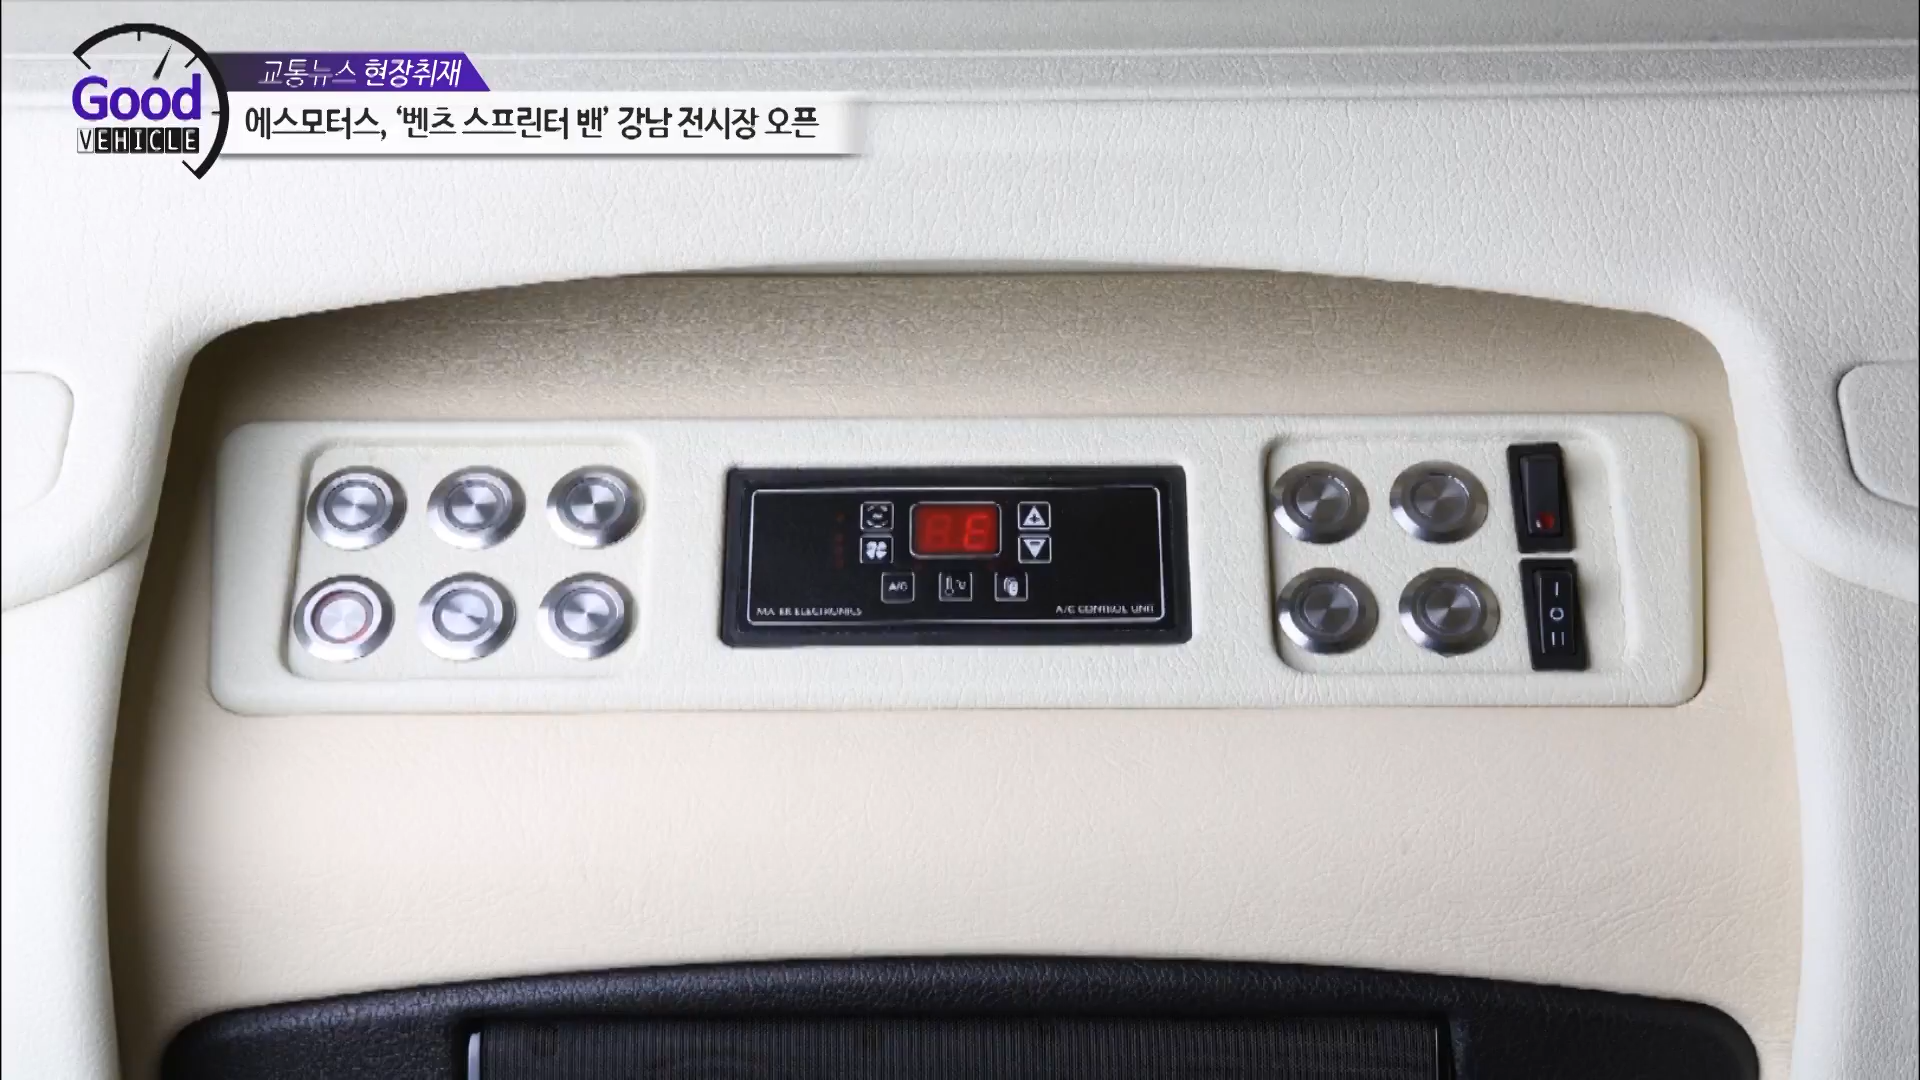 Good
VEHICLE
교통뉴스 현장취재
에스모터스, ‘벤츠 스프린터 밴’ 강남 전시장 오픈
A/C
ELECTRONICS
A/C CONTROL UNIT